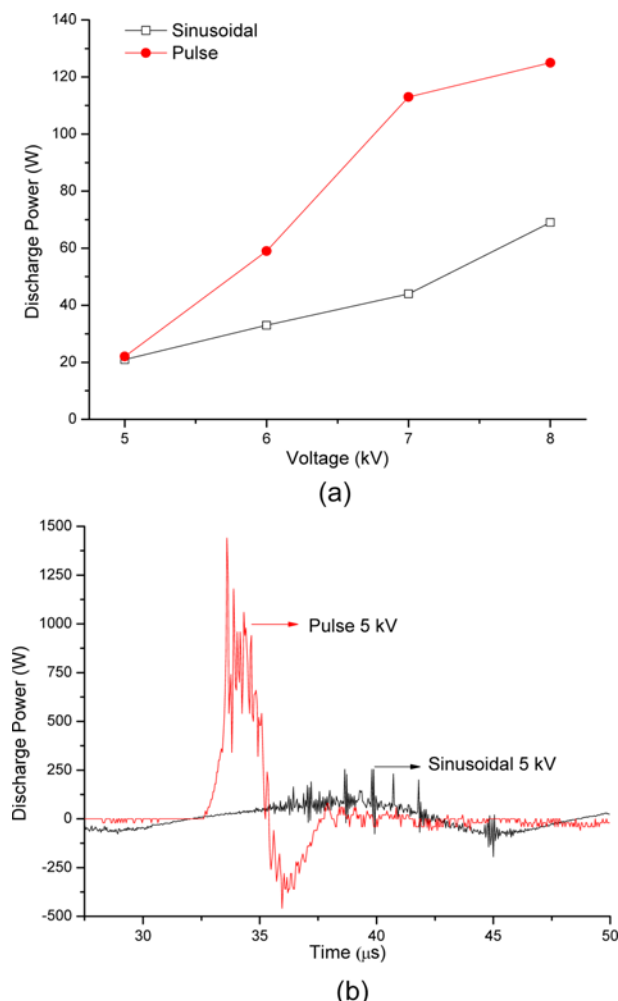 Sinusoidal
Pulse
Discharge Power (W)
140
120
100
80
60
40
20
0
5
6
7
8
Voltage (kV)
(a)
Discharge Power (W)
1500
1250
1000
750
500
250
0
-250
-500
Pulse 5 kV
Sinusoidal 5 kV
30
35
40
45
50
Time (μs)
(b)